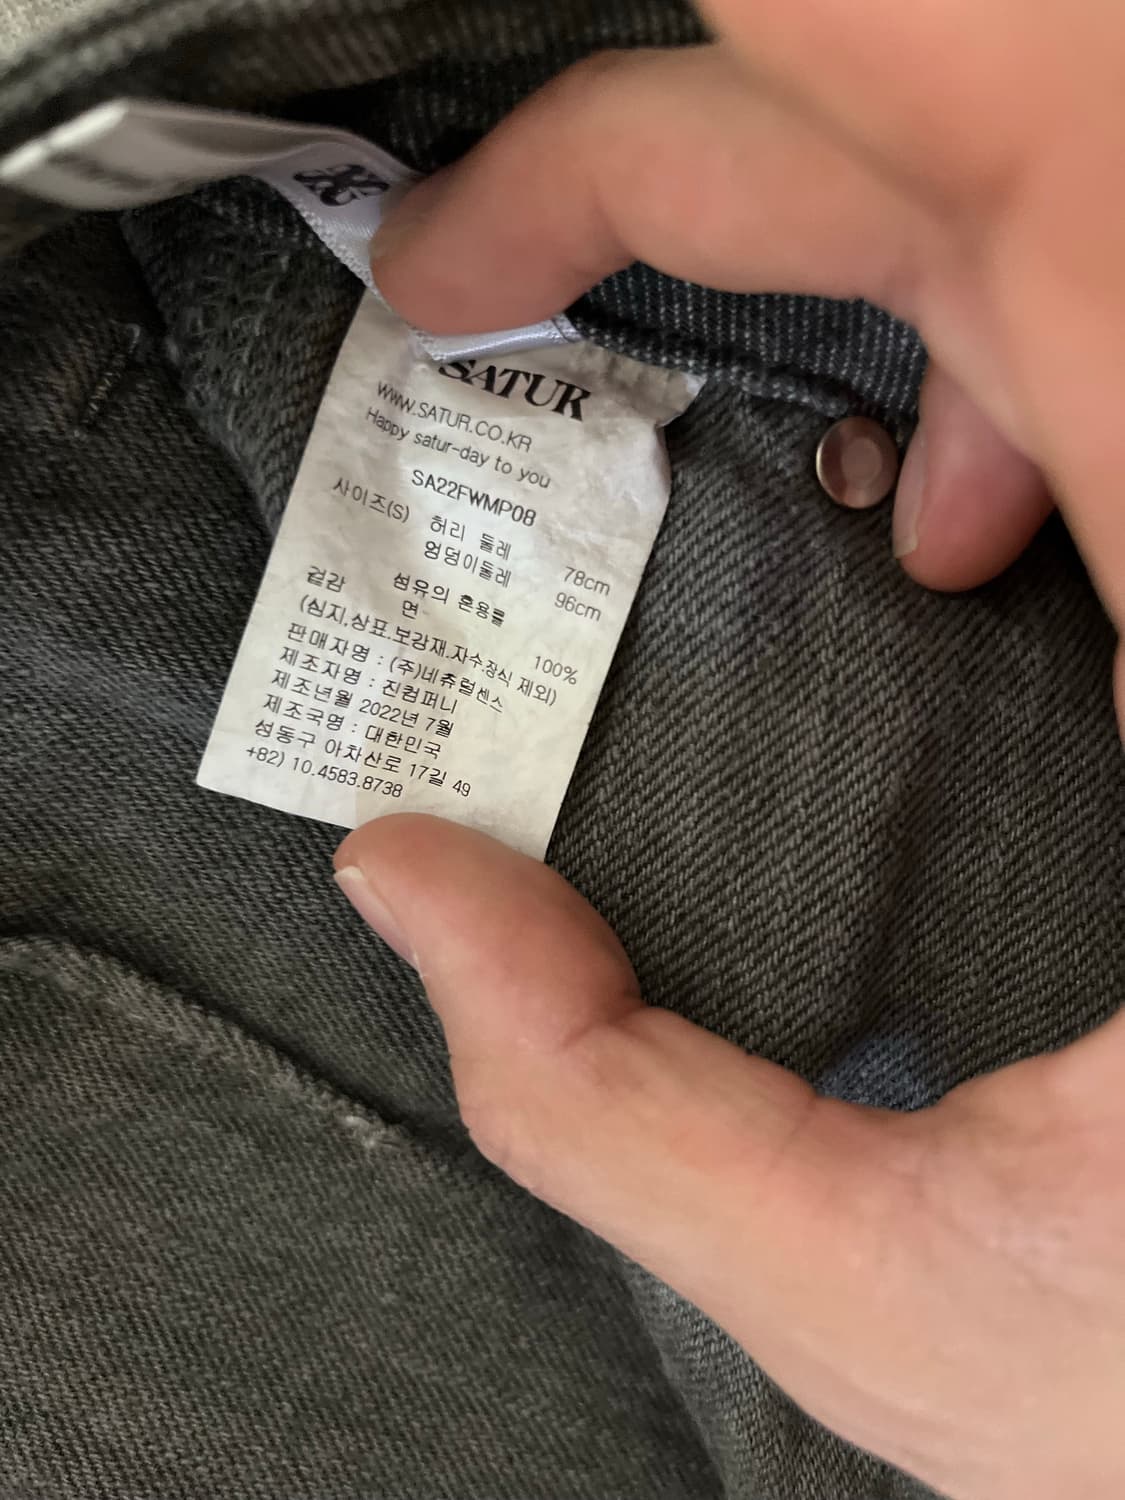 SATUR
WWW.SATUR.CO.KR
Happy satur-day to you
SA22FWMP08
사이즈(S) 허리 둘레 78cm
엉덩이둘레 96cm
겉감 섬유의 혼용률
면 100%
(심지,상표.보강재.자수.장식 제외)
판매자명 : (주)네츄럴센스
제조자명 : 진컴퍼니
제조년월 2022년 7월
제조국명 : 대한민국
성동구 아차산로 17길 49
+82) 10.4583.8738